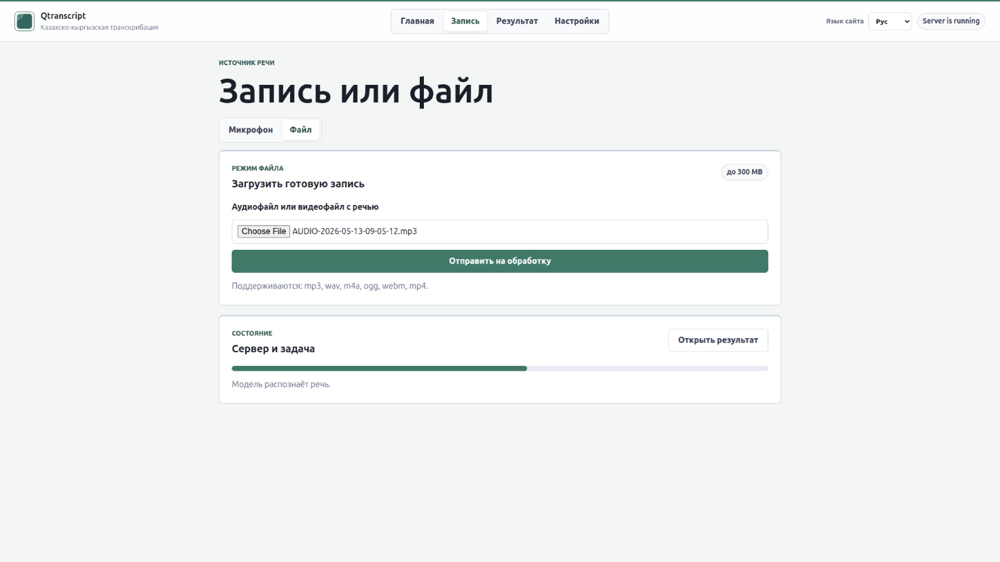 Qtranscript
Казахско-кыргызская транскрибация
Главная
Запись
Результат
Настройки
Язык сайта
Рус
Server is running
ИСТОЧНИК РЕЧИ
Запись или файл
Микрофон
Файл
РЕЖИМ ФАЙЛА
до 300 MB
Загрузить готовую запись
Аудиофайл или видеофайл с речью
Choose File AUDIO-2026-05-13-09-05-12.mp3
Отправить на обработку
Поддерживаются: mp3, wav, m4a, ogg, webm, mp4.
СОСТОЯНИЕ
Сервер и задача
Открыть результат
Модель распознаёт речь.